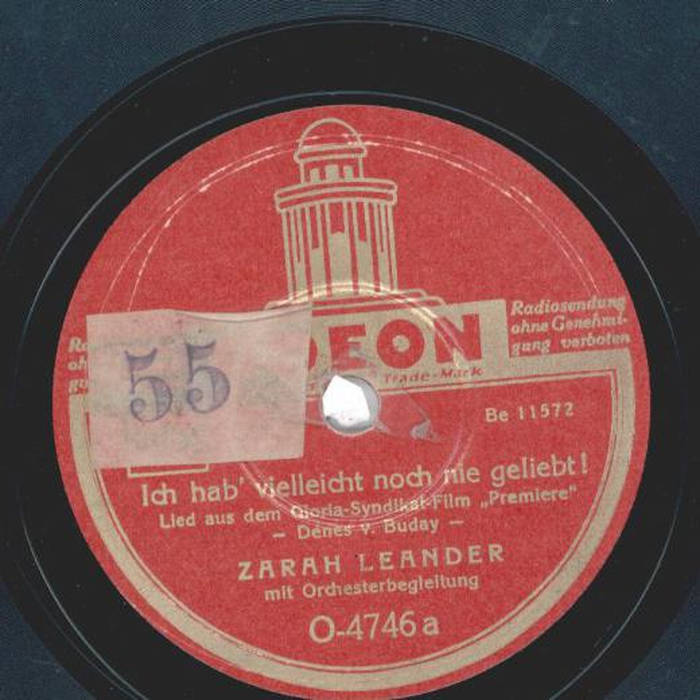 Radiosendung
ohne Genehmi-
gung verboten
55
DEON
Trade-Mark
Be 11572
Ich hab' vielleicht noch nie geliebt!
Lied aus dem Gloria-Syndikat-Film „Premiere"
— Dénes v. Buday —
ZARAH LEANDER
mit Orchesterbegleitung
O-4746a